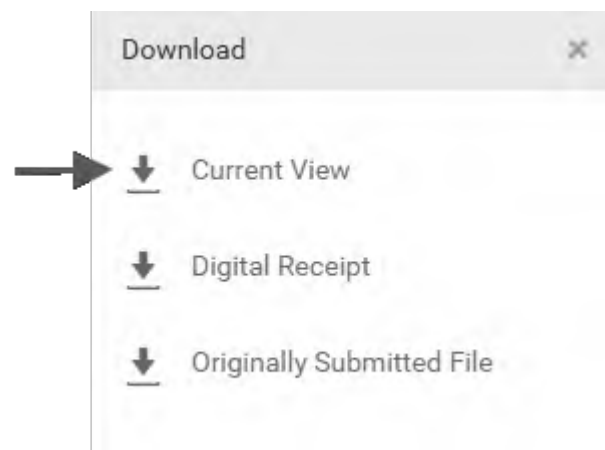 Download
Current View
Digital Receipt
Originally Submitted File